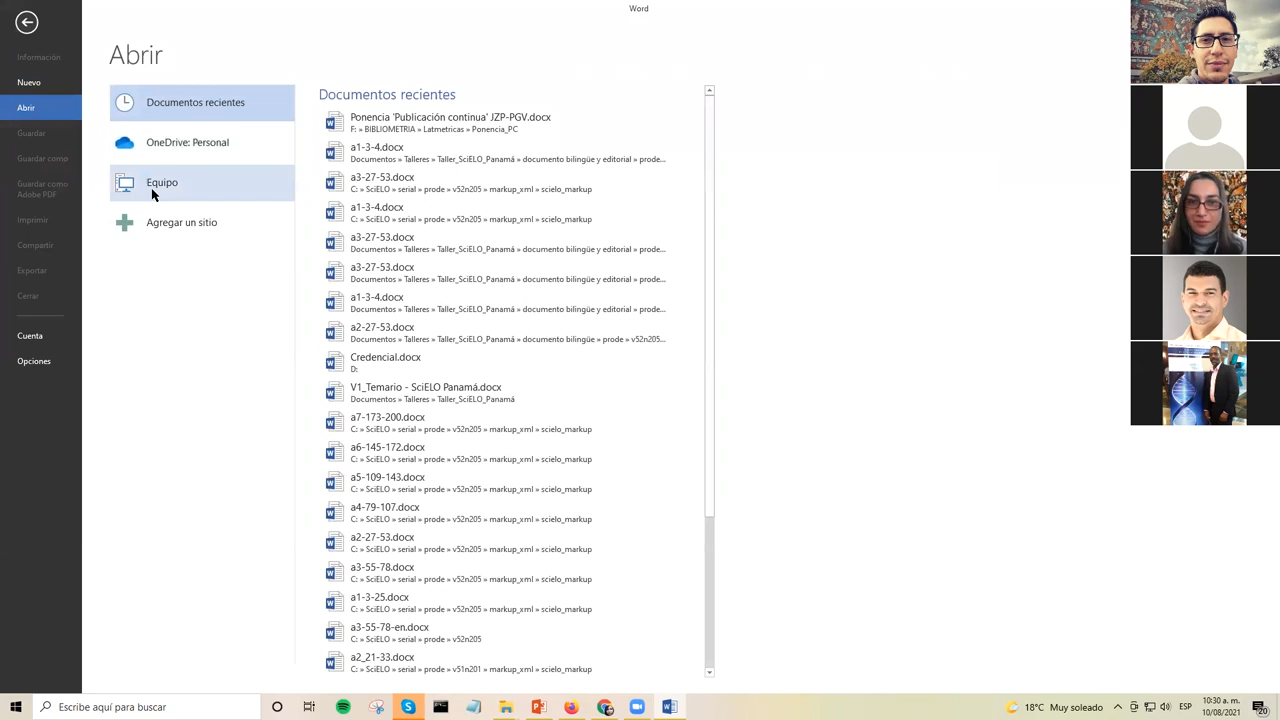 Word
Información
Nuevo
Abrir
Guardar
Guardar como
Guardar como
Adobe PDF
Imprimir
Compartir
Exportar
Cerrar
Cuenta
Opciones
Abrir
Documentos recientes
OneDrive: Personal
Equipo
Agregar un sitio
Documentos recientes
Ponencia 'Publicación continua' JZP-PGV.docx
F: » BIBLIOMETRIA » Latmetricas » Ponencia_PC
a1-3-4.docx
Documentos » Talleres » Taller_SciELO_Panamá » documento bilingüe y editorial » prode...
a3-27-53.docx
C: » SciELO » serial » prode » v52n205 » markup_xml » scielo_markup
a1-3-4.docx
C: » SciELO » serial » prode » v52n205 » markup_xml » scielo_markup
a3-27-53.docx
Documentos » Talleres » Taller_SciELO_Panamá » documento bilingüe y editorial » prode...
a3-27-53.docx
Documentos » Talleres » Taller_SciELO_Panamá » documento bilingüe y editorial » prode...
a1-3-4.docx
Documentos » Talleres » Taller_SciELO_Panamá » documento bilingüe y editorial » prode...
a2-27-53.docx
Documentos » Talleres » Taller_SciELO_Panamá » documento bilingüe » prode » v52n205...
Credencial.docx
D:
V1_Temario - SciELO Panamá.docx
Documentos » Talleres » Taller_SciELO_Panamá
a7-173-200.docx
C: » SciELO » serial » prode » v52n205 » markup_xml » scielo_markup
a6-145-172.docx
C: » SciELO » serial » prode » v52n205 » markup_xml » scielo_markup
a5-109-143.docx
C: » SciELO » serial » prode » v52n205 » markup_xml » scielo_markup
a4-79-107.docx
C: » SciELO » serial » prode » v52n205 » markup_xml » scielo_markup
a2-27-53.docx
C: » SciELO » serial » prode » v52n205 » markup_xml » scielo_markup
a3-55-78.docx
C: » SciELO » serial » prode » v52n205 » markup_xml » scielo_markup
a1-3-25.docx
C: » SciELO » serial » prode » v52n205 » markup_xml » scielo_markup
a3-55-78-en.docx
C: » SciELO » serial » prode » v52n205
a2_21-33.docx
C: » SciELO » serial » prode » v51n201 » markup_xml » scielo_markup
Escribe aquí para buscar
18°C Muy soleado
ESP
10:30 a. m.
10/08/2021
20